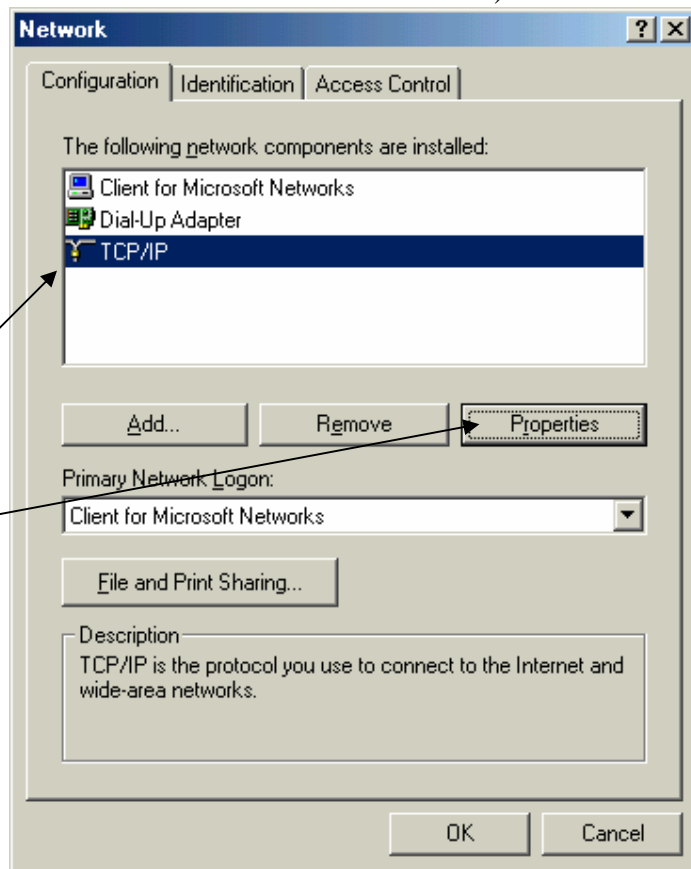 Network
Configuration Identification Access Control
The following network components are installed:
Client for Microsoft Networks
Dial-Up Adapter
TCP/IP
Add... Remove Properties
Primary Network Logon:
Client for Microsoft Networks
File and Print Sharing...
Description
TCP/IP is the protocol you use to connect to the Internet and
wide-area networks.
OK Cancel